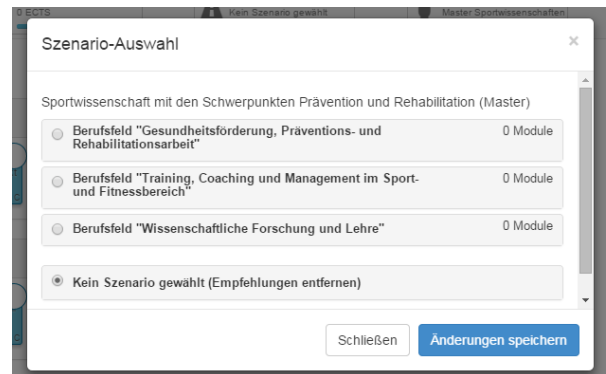 0 ECTS
Kein Szenario gewählt
Master Sportwissenschaften
Szenario-Auswahl
×
Sportwissenschaft mit den Schwerpunkten Prävention und Rehabilitation (Master)
Berufsfeld "Gesundheitsförderung, Präventions- und
Rehabilitationsarbeit"
0 Module
Berufsfeld "Training, Coaching und Management im Sport-
und Fitnessbereich"
0 Module
Berufsfeld "Wissenschaftliche Forschung und Lehre"
0 Module
Kein Szenario gewählt (Empfehlungen entfernen)
Schließen
Änderungen speichern